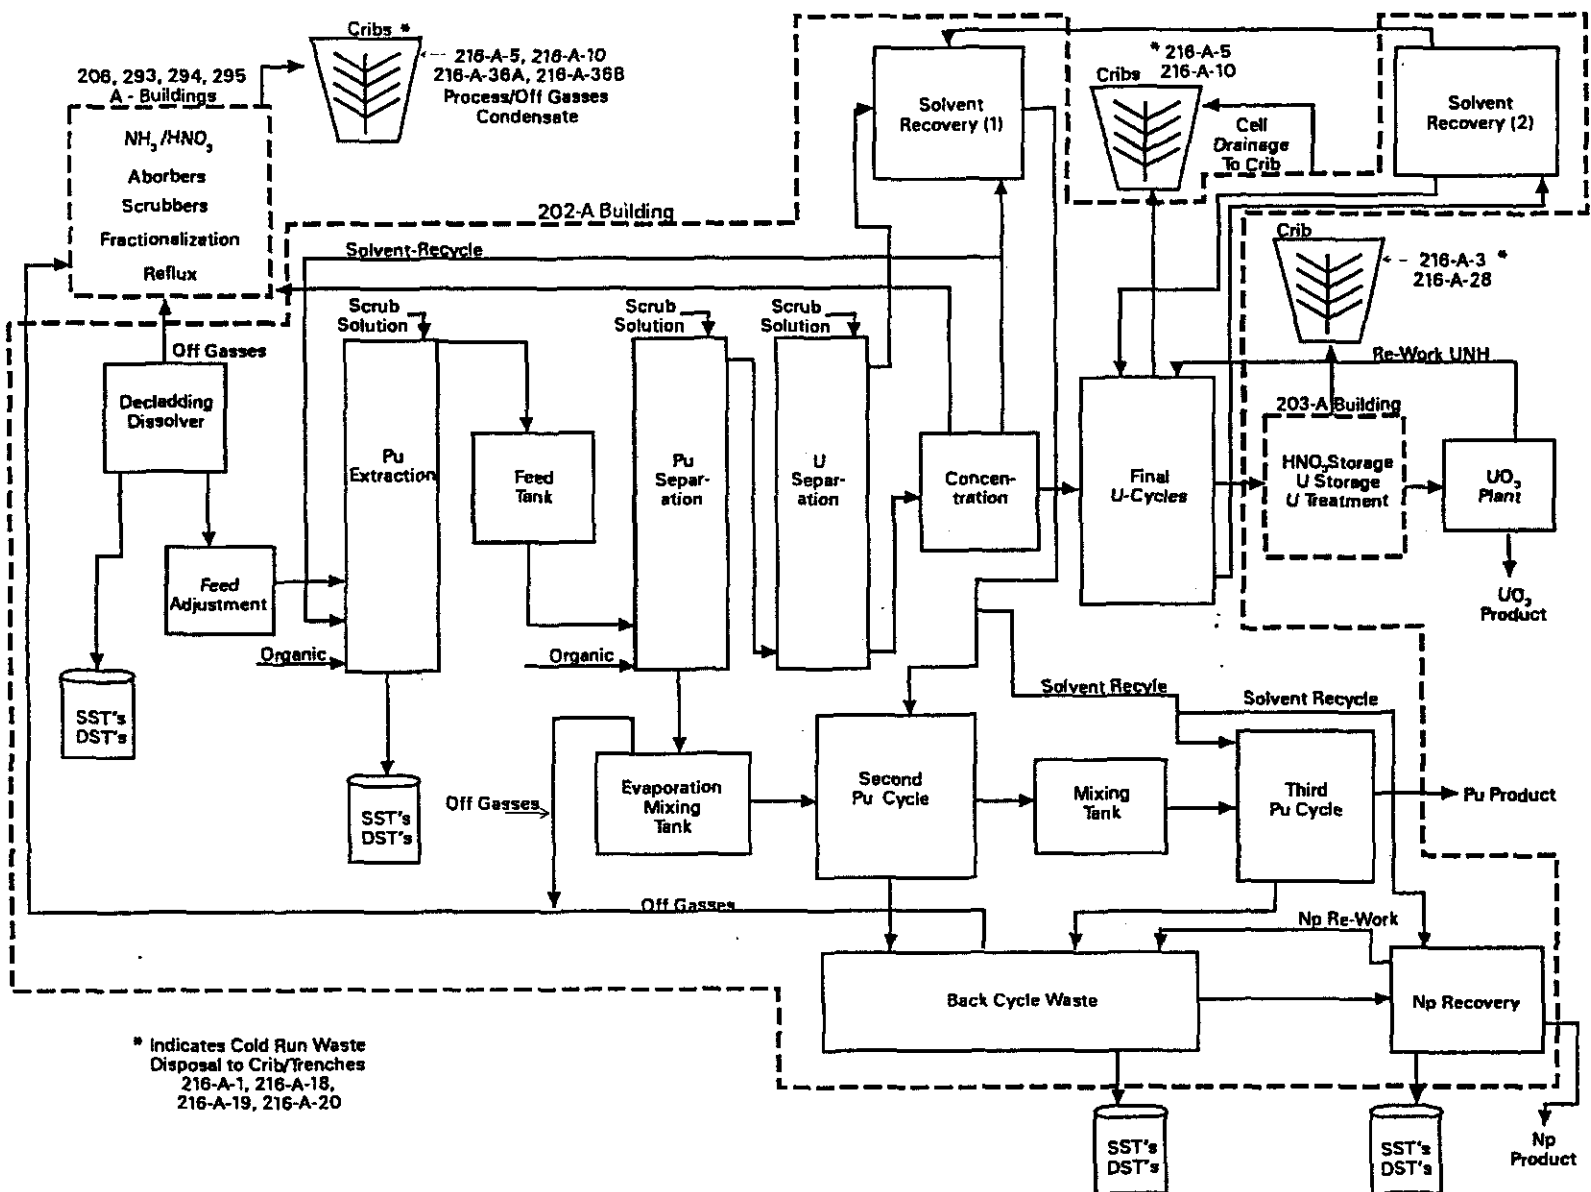 Cribs *
216-A-5, 216-A-10
216-A-36A, 216-A-36B
Process/Off Gasses
Condensate
206, 293, 294, 295
A - Buildings
NH₃/HNO₃
Aborbers
Scrubbers
Fractionalization
Reflux
Solvent
Recovery (1)
* 216-A-5
216-A-10
Cribs
Cell
Drainage
To Crib
Solvent
Recovery (2)
202-A Building
Solvent-Recycle
Crib
216-A-3 *
216-A-28
Scrub
Solution
Scrub
Solution
Scrub
Solution
Off Gasses
Re-Work UNH
Decladding
Dissolver
203-A Building
Pu
Extraction
Feed
Tank
Pu
Separ-
ation
U
Separ-
ation
Concen-
tration
Final
U-Cycles
HNO₃Storage
U Storage
U Treatment
UO₃
Plant
Feed
Adjustment
UO₃
Product
Organic
Organic
SST's
DST's
Solvent Recyle
Solvent Recycle
Off Gasses
Evaporation
Mixing
Tank
Second
Pu Cycle
Mixing
Tank
Third
Pu Cycle
Pu Product
SST's
DST's
Off Gasses
Np Re-Work
Back Cycle Waste
Np Recovery
* Indicates Cold Run Waste
Disposal to Crib/Trenches
216-A-1, 216-A-18,
216-A-19, 216-A-20
SST's
DST's
SST's
DST's
Np
Product